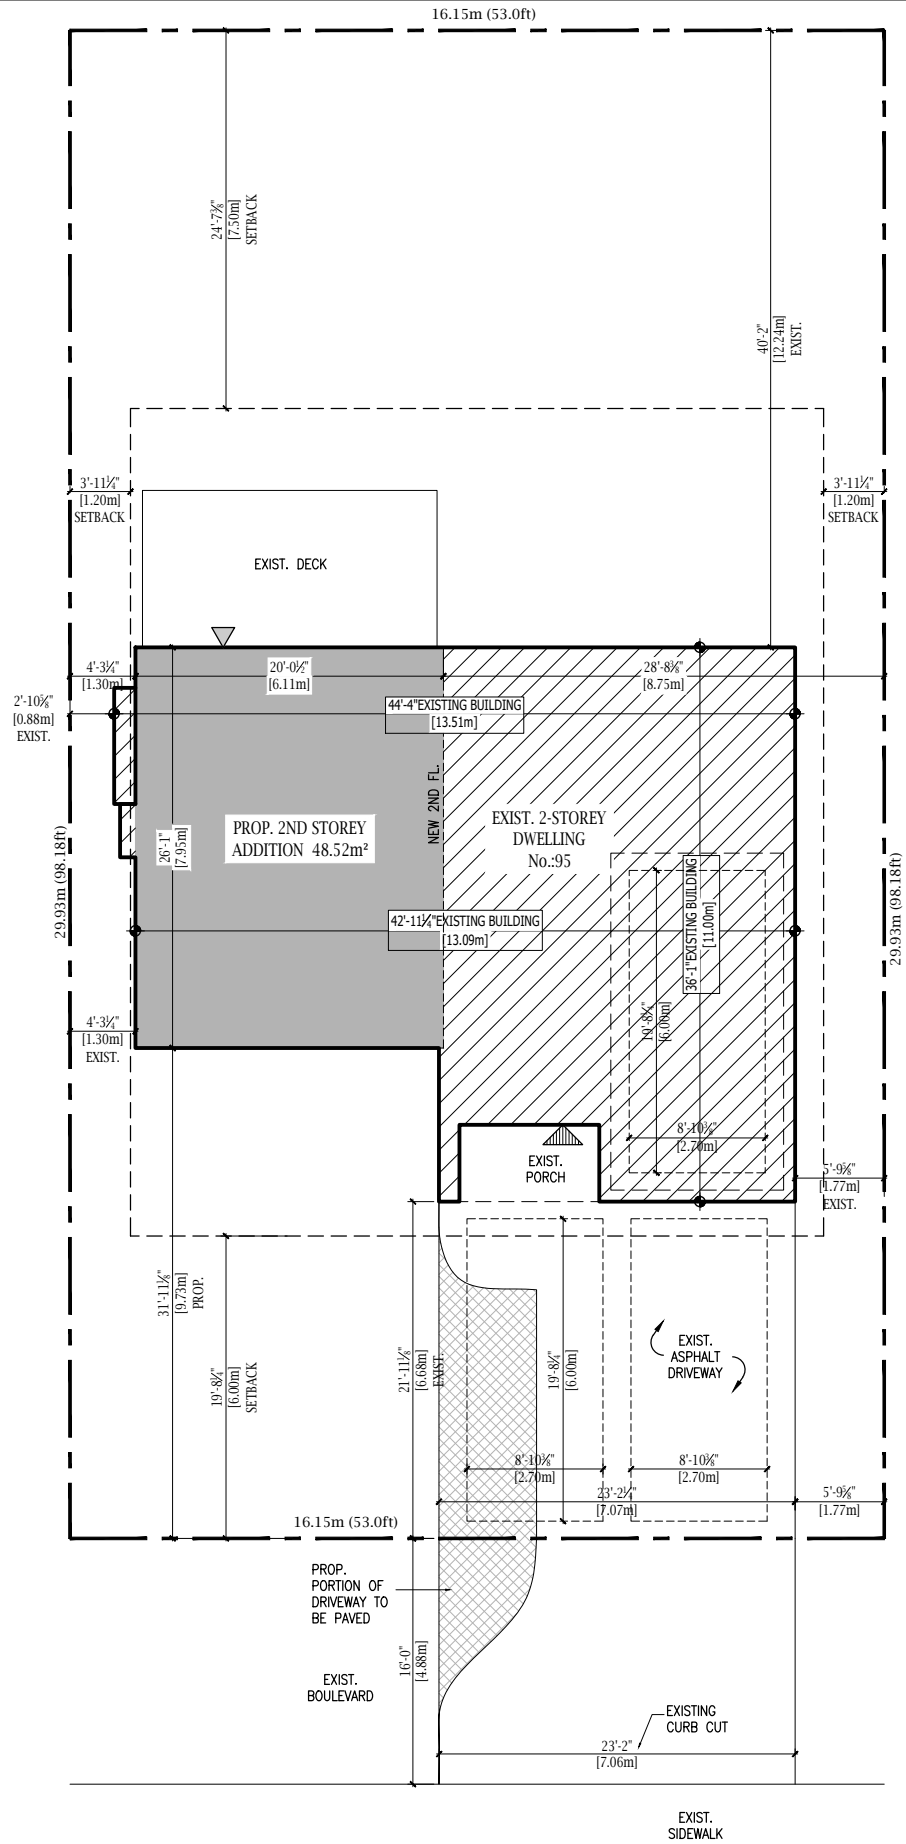 16.15m (53.0ft)
24'-7⅜"
[7.50m]
SETBACK
40'-2"
[12.24m]
EXIST.
3'-11¼"
[1.20m]
SETBACK
3'-11¼"
[1.20m]
SETBACK
EXIST. DECK
4'-3¼"
[1.30m]
20'-0½"
[6.11m]
28'-8⅜"
[8.75m]
2'-10⅝"
[0.88m]
EXIST.
44'-4"EXISTING BUILDING
[13.51m]
NEW 2ND FL.
PROP. 2ND STOREY
ADDITION 48.52m²
EXIST. 2-STOREY
DWELLING
No.:95
26'-1"
[7.95m]
29.93m (98.18ft)
29.93m (98.18ft)
36'-1"EXISTING BUILDING
[11.00m]
42'-11¼"EXISTING BUILDING
[13.09m]
19'-8¼"
[6.00m]
4'-3¼"
[1.30m]
EXIST.
8'-10⅜"
[2.70m]
EXIST.
PORCH
5'-9⅝"
[1.77m]
EXIST.
31'-11⅛"
[9.73m]
PROP.
19'-8¼"
[6.00m]
SETBACK
21'-11⅛"
[6.68m]
EXIST.
19'-8¼"
[6.00m]
EXIST.
ASPHALT
DRIVEWAY
8'-10⅜"
[2.70m]
8'-10⅜"
[2.70m]
23'-2¼"
[7.07m]
5'-9⅝"
[1.77m]
16.15m (53.0ft)
PROP.
PORTION OF
DRIVEWAY TO
BE PAVED
16'-0"
[4.88m]
EXIST.
BOULEVARD
EXISTING
CURB CUT
23'-2"
[7.06m]
EXIST.
SIDEWALK